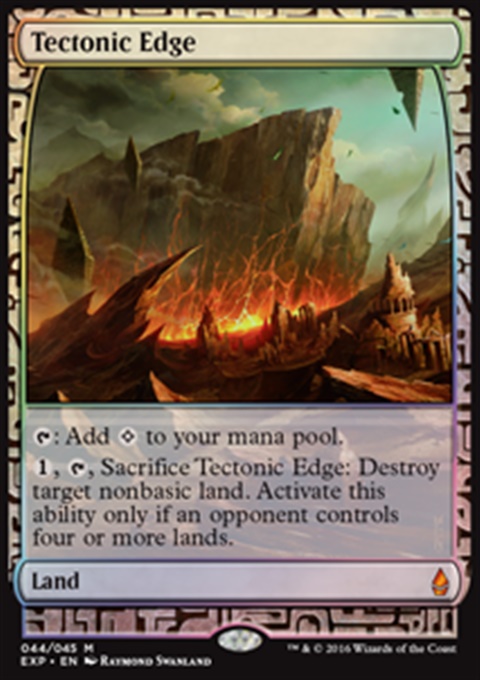 Tectonic Edge
: Add to your mana pool.
1, , Sacrifice Tectonic Edge: Destroy
target nonbasic land. Activate this
ability only if an opponent controls
four or more lands.
Land
044/045 M
EXP • EN Raymond Swanland
™ & © 2016 Wizards of the Coast